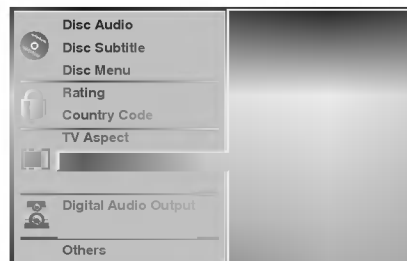 Disc Audio
Disc Subtitle
Disc Menu
Rating
Country Code
TV Aspect
Digital Audio Output
Others